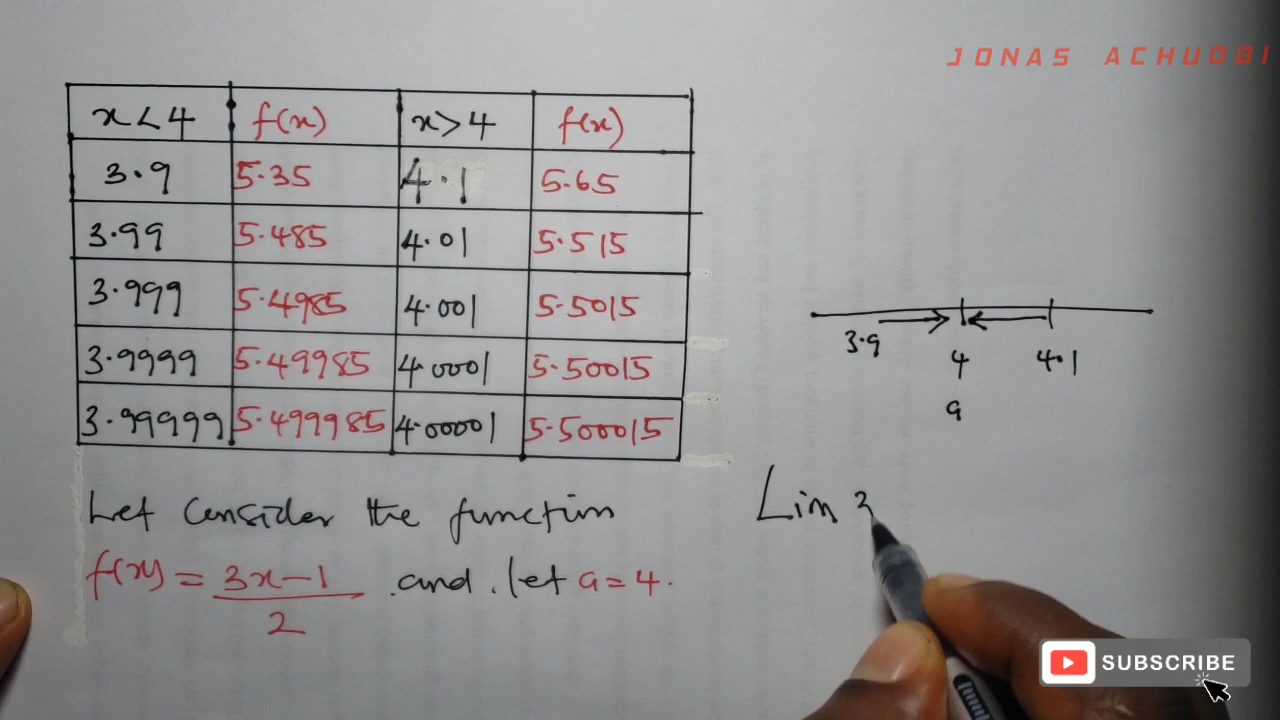 JONAS ACHUOBI
x<4 f(x) x>4 f(x)
3.9 5.35 4.1 5.65
3.99 5.485 4.01 5.515
3.999 5.4985 4.001 5.5015
3.9999 5.49985 4.0001 5.50015
3.99999 5.499985 4.00001 5.500015
3.9 4 4.1
a
Let consider the function
f(x) = 3x-1
2
and let a = 4.
Lim 3
SUBSCRIBE